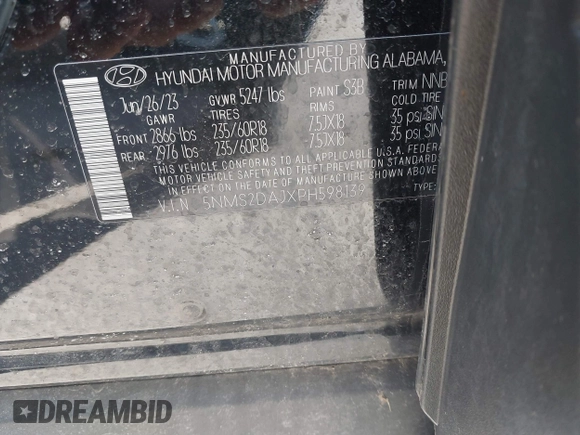 MANUFACTURED BY
HYUNDAI MOTOR MANUFACTURING ALABAMA,
Jun/26/23 GVWR 5247 lbs PAINT S3B TRIM NNB
GAWR TIRES RIMS COLD TIRE
FRONT 2866 lbs 235/60R18 7.5JX18 35 psi SIN
REAR 2976 lbs 235/60R18 7.5JX18 35 psi SIN
THIS VEHICLE CONFORMS TO ALL APPLICABLE U.S.A. FEDERA
MOTOR VEHICLE SAFETY AND THEFT PREVENTION STANDARDS
IN EFFECT ON THE DATE OF MANUFACTURE SHOWN ABOVE.
V.I.N 5NMS2DAJXPH598139 TYPE:
DREAMBID